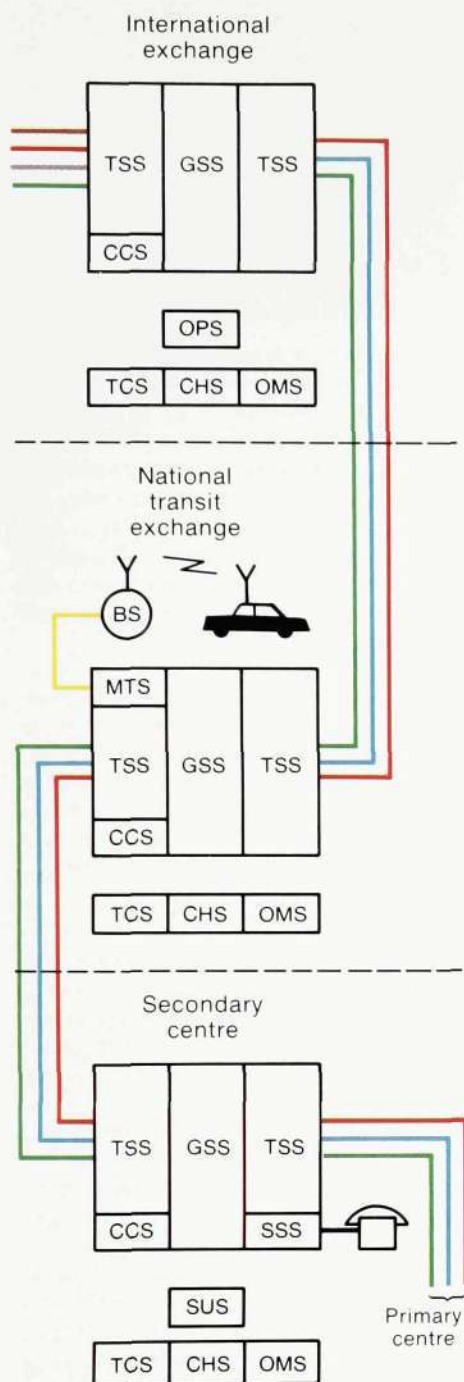 International
exchange
TSS GSS TSS
CCS
OPS
TCS CHS OMS
National
transit
exchange
BS
MTS
TSS GSS TSS
CCS
TCS CHS OMS
Secondary
centre
TSS GSS TSS
CCS SSS
SUS
Primary
centre
TCS CHS OMS